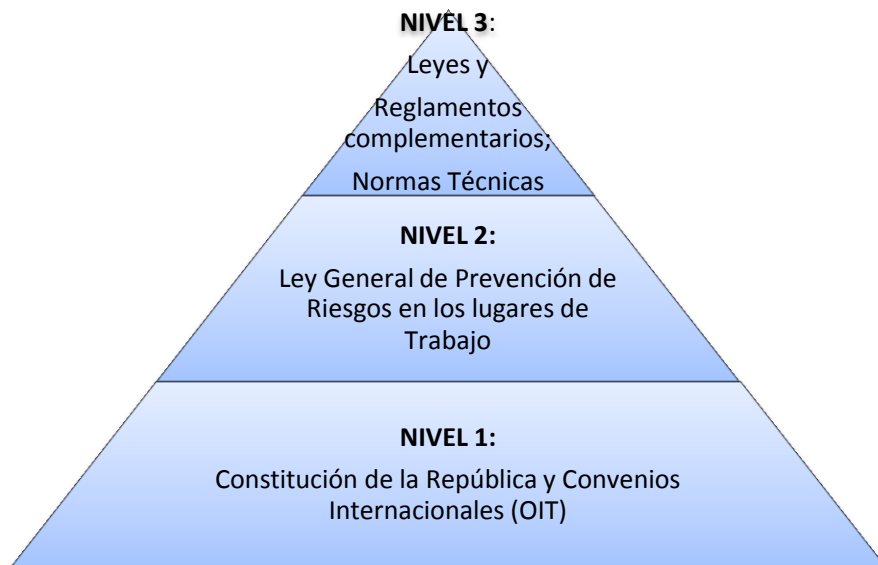 NIVEL 3:
Leyes y
Reglamentos
complementarios;
Normas Técnicas
NIVEL 2:
Ley General de Prevención de
Riesgos en los lugares de
Trabajo
NIVEL 1:
Constitución de la República y Convenios
Internacionales (OIT)